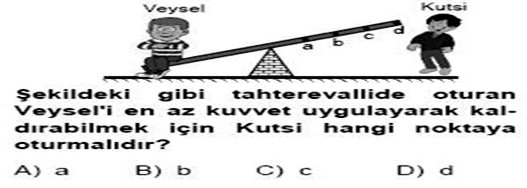 Veysel Kutsi
a b c d
Şekildeki gibi tahterevallide oturan
Veysel'i en az kuvvet uygulayarak kal-
dırabilmek için Kutsi hangi noktaya
oturmalıdır?
A) a B) b C) c D) d